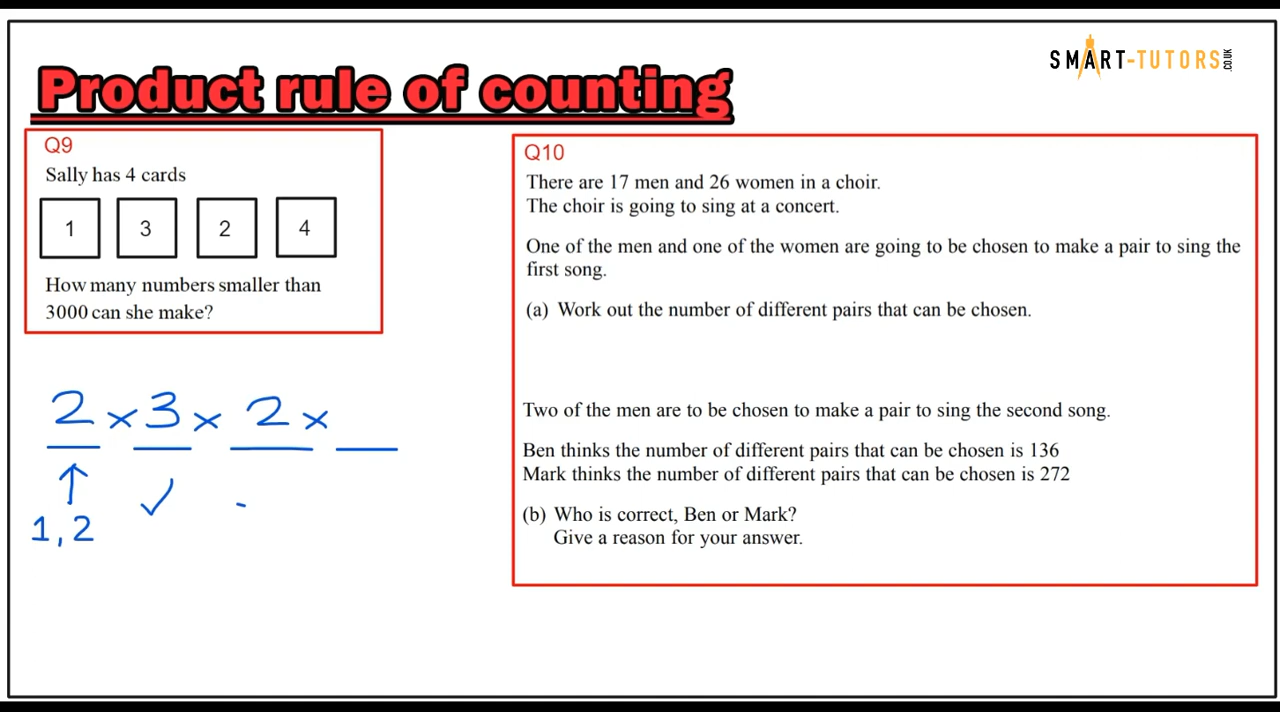 SMART-TUTORS.CO.UK
Product rule of counting
Q9
Sally has 4 cards
1 3 2 4
How many numbers smaller than
3000 can she make?
2 × 3 × 2 ×
↑ ✓ -
1, 2
Q10
There are 17 men and 26 women in a choir.
The choir is going to sing at a concert.
One of the men and one of the women are going to be chosen to make a pair to sing the
first song.
(a) Work out the number of different pairs that can be chosen.
Two of the men are to be chosen to make a pair to sing the second song.
Ben thinks the number of different pairs that can be chosen is 136
Mark thinks the number of different pairs that can be chosen is 272
(b) Who is correct, Ben or Mark?
Give a reason for your answer.